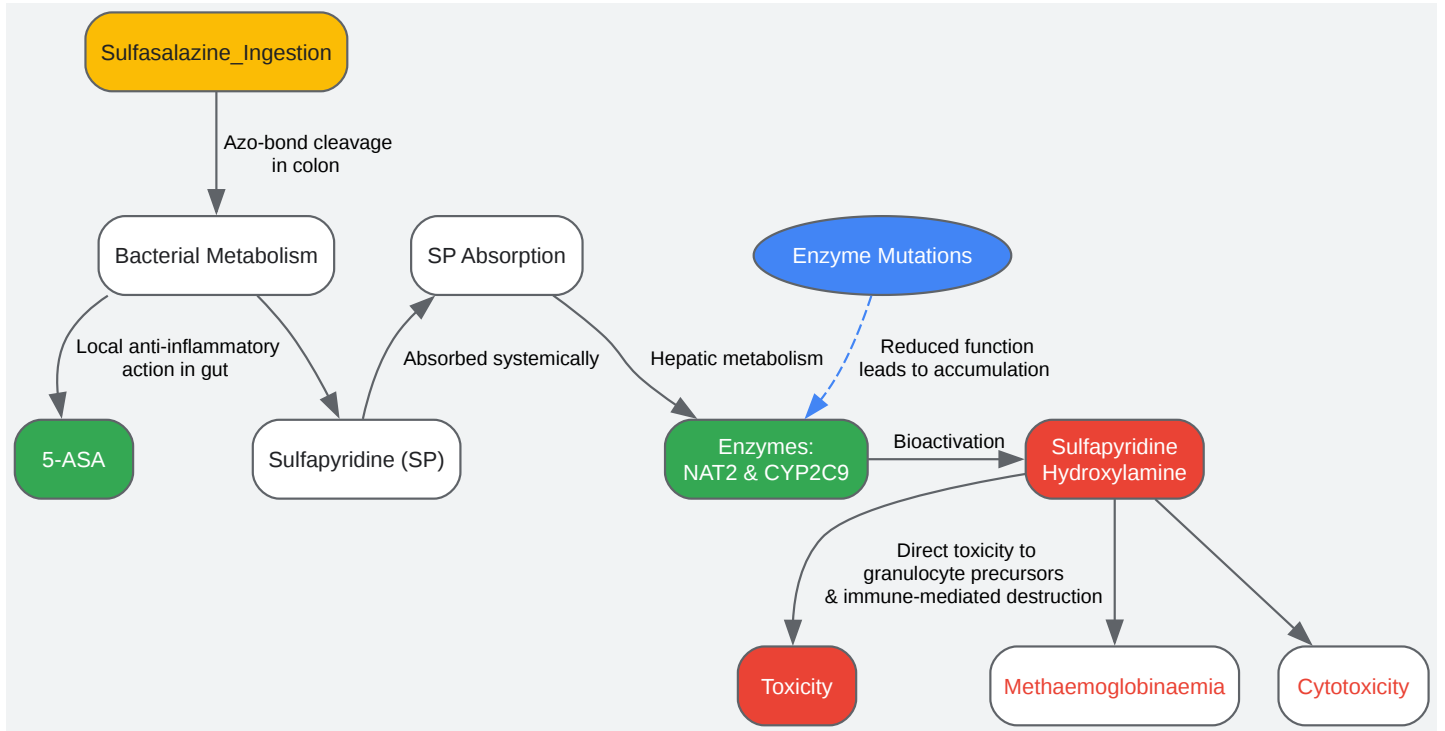 Sulfasalazine_Ingestion
Azo-bond cleavage
in colon
Bacterial Metabolism
SP Absorption
Enzyme Mutations
Local anti-inflammatory
action in gut
Absorbed systemically
Hepatic metabolism
Reduced function
leads to accumulation
5-ASA
Sulfapyridine (SP)
Enzymes:
NAT2 & CYP2C9
Bioactivation
Sulfapyridine
Hydroxylamine
Direct toxicity to
granulocyte precursors
& immune-mediated destruction
Toxicity
Methaemoglobinaemia
Cytotoxicity